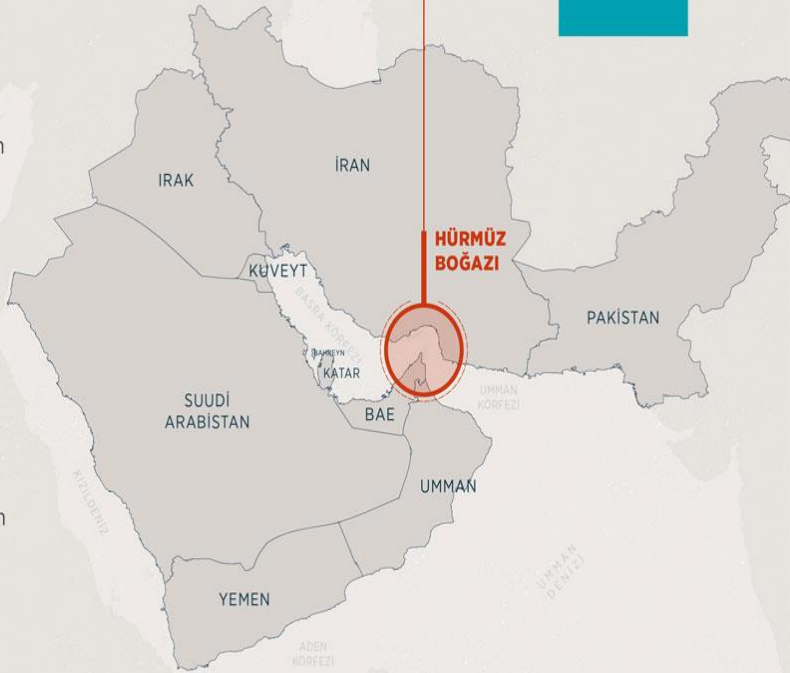 İRAN
IRAK
HÜRMÜZ
BOĞAZI
KUVEYT
BASRA KÖRFEZİ
PAKİSTAN
BAHREYN
KATAR
UMMAN
KÖRFEZİ
SUUDİ
ARABİSTAN
BAE
UMMAN
KIZILDENİZ
UMMAN
DENİZİ
YEMEN
ADEN
KÖRFEZİ